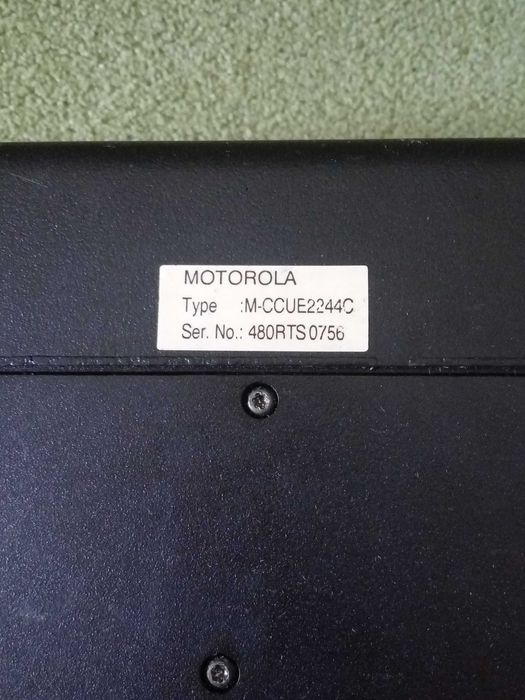 MOTOROLA
Type :M-CCUE2244C
Ser. No.: 480RTS0756